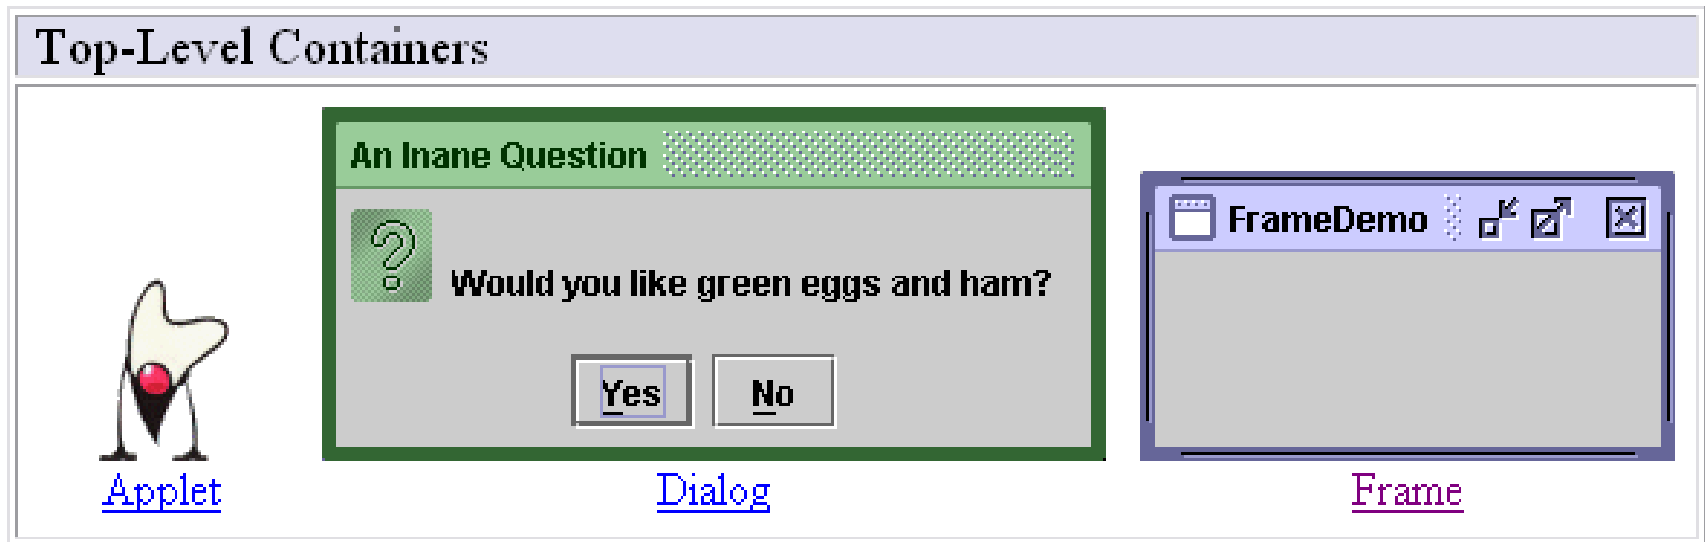 Top-Level Containers
An Inane Question
Would you like green eggs and ham?
Yes No
FrameDemo
Applet Dialog Frame